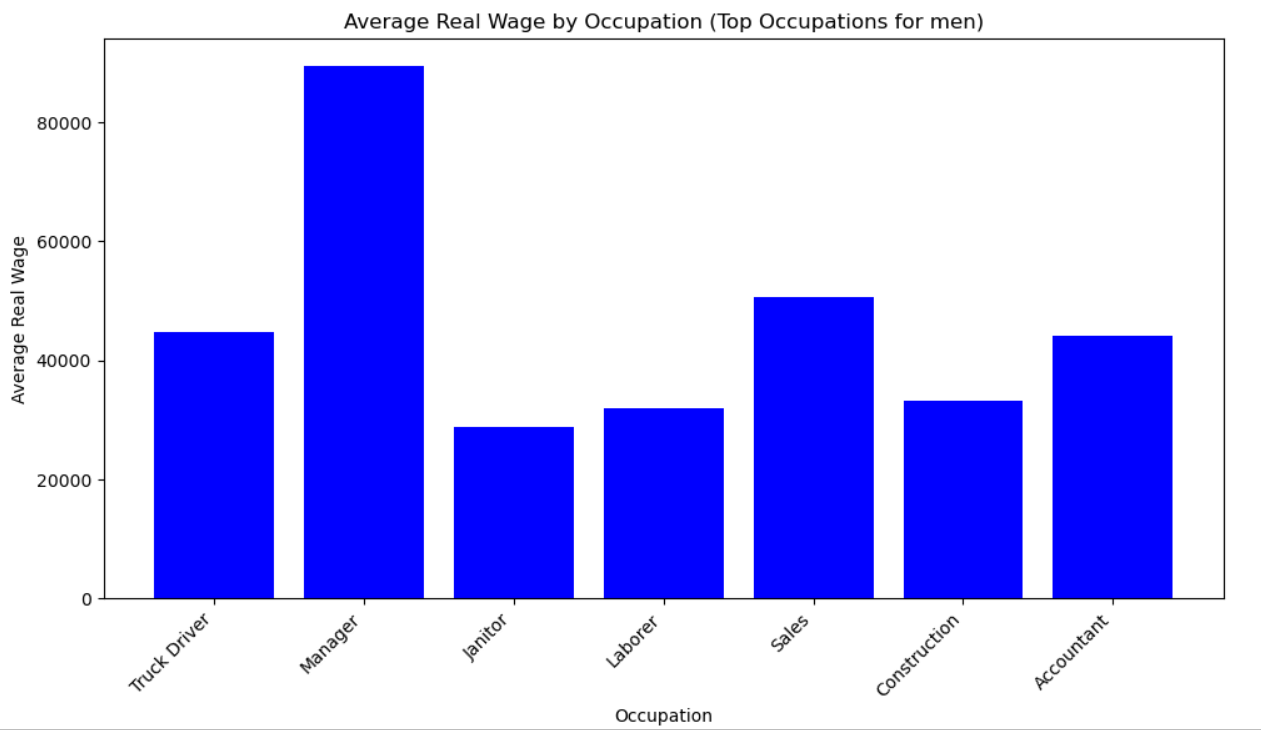 Average Real Wage by Occupation (Top Occupations for men)
Average Real Wage
80000
60000
40000
20000
0
Truck Driver
Manager
Janitor
Laborer
Sales
Construction
Accountant
Occupation